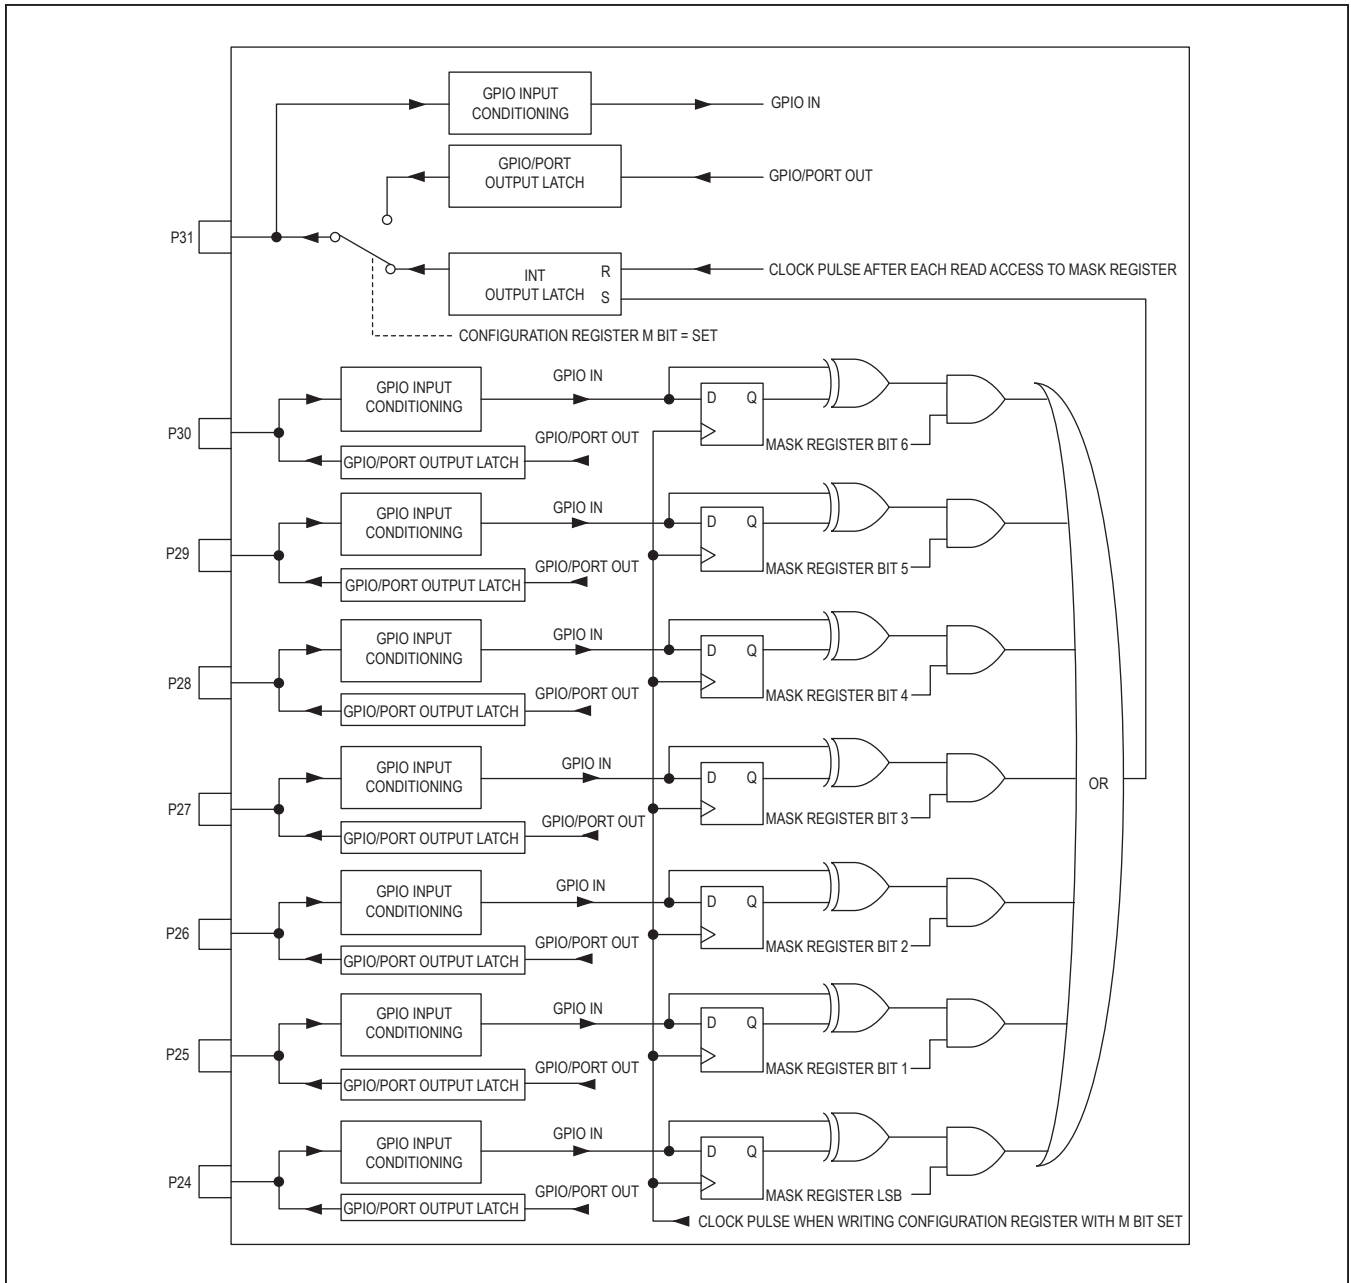 GPIO INPUT
CONDITIONING
GPIO IN
GPIO/PORT
OUTPUT LATCH
GPIO/PORT OUT
P31
INT
OUTPUT LATCH
R
S
CLOCK PULSE AFTER EACH READ ACCESS TO MASK REGISTER
CONFIGURATION REGISTER M BIT = SET
P30
GPIO INPUT
CONDITIONING
GPIO IN
GPIO/PORT OUT
GPIO/PORT OUTPUT LATCH
D Q
MASK REGISTER BIT 6
P29
GPIO INPUT
CONDITIONING
GPIO IN
GPIO/PORT OUT
GPIO/PORT OUTPUT LATCH
D Q
MASK REGISTER BIT 5
P28
GPIO INPUT
CONDITIONING
GPIO IN
GPIO/PORT OUT
GPIO/PORT OUTPUT LATCH
D Q
MASK REGISTER BIT 4
P27
GPIO INPUT
CONDITIONING
GPIO IN
GPIO/PORT OUT
GPIO/PORT OUTPUT LATCH
D Q
MASK REGISTER BIT 3
OR
P26
GPIO INPUT
CONDITIONING
GPIO IN
GPIO/PORT OUT
GPIO/PORT OUTPUT LATCH
D Q
MASK REGISTER BIT 2
P25
GPIO INPUT
CONDITIONING
GPIO IN
GPIO/PORT OUT
GPIO/PORT OUTPUT LATCH
D Q
MASK REGISTER BIT 1
P24
GPIO INPUT
CONDITIONING
GPIO IN
GPIO/PORT OUT
GPIO/PORT OUTPUT LATCH
D Q
MASK REGISTER LSB
CLOCK PULSE WHEN WRITING CONFIGURATION REGISTER WITH M BIT SET